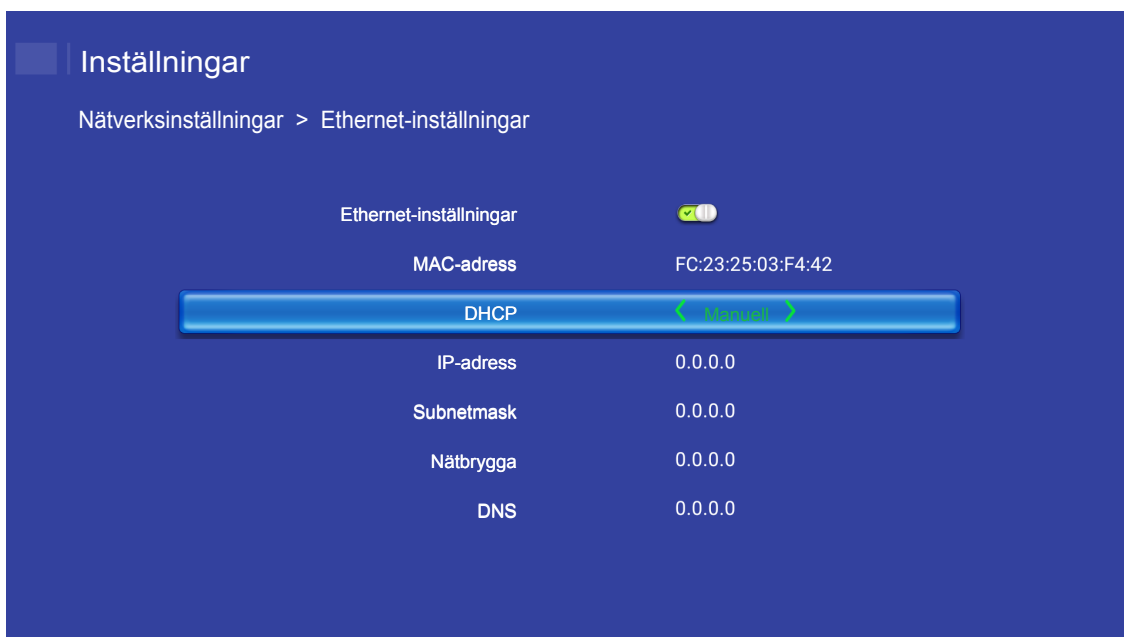 Inställningar
Nätverksinställningar > Ethernet-inställningar
Ethernet-inställningar
MAC-adress FC:23:25:03:F4:42
DHCP Manuell
IP-adress 0.0.0.0
Subnetmask 0.0.0.0
Nätbrygga 0.0.0.0
DNS 0.0.0.0